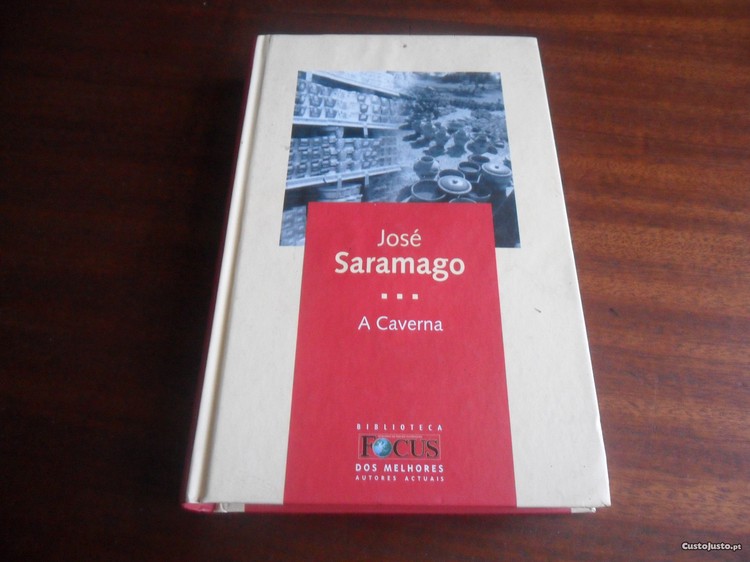 José
Saramago
A Caverna
BIBLIOTECA
FOCUS
DOS MELHORES
AUTORES ACTUAIS
CustoJusto.pt